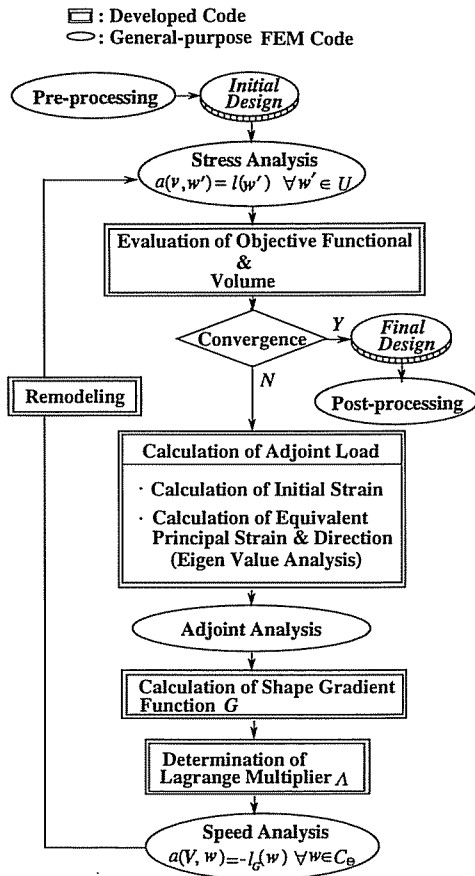 : Developed Code
: General-purpose FEM Code
Pre-processing
Initial
Design
Stress Analysis
a(v,w′) = l(w′) ∀w′ ∈ U
Evaluation of Objective Functional
&
Volume
Convergence
Y
Final
Design
N
Post-processing
Remodeling
Calculation of Adjoint Load
· Calculation of Initial Strain
· Calculation of Equivalent
Principal Strain & Direction
(Eigen Value Analysis)
Adjoint Analysis
Calculation of Shape Gradient
Function G
Determination of
Lagrange Multiplier Λ
Speed Analysis
a(V, w) = -l_G(w) ∀w∈C_Θ